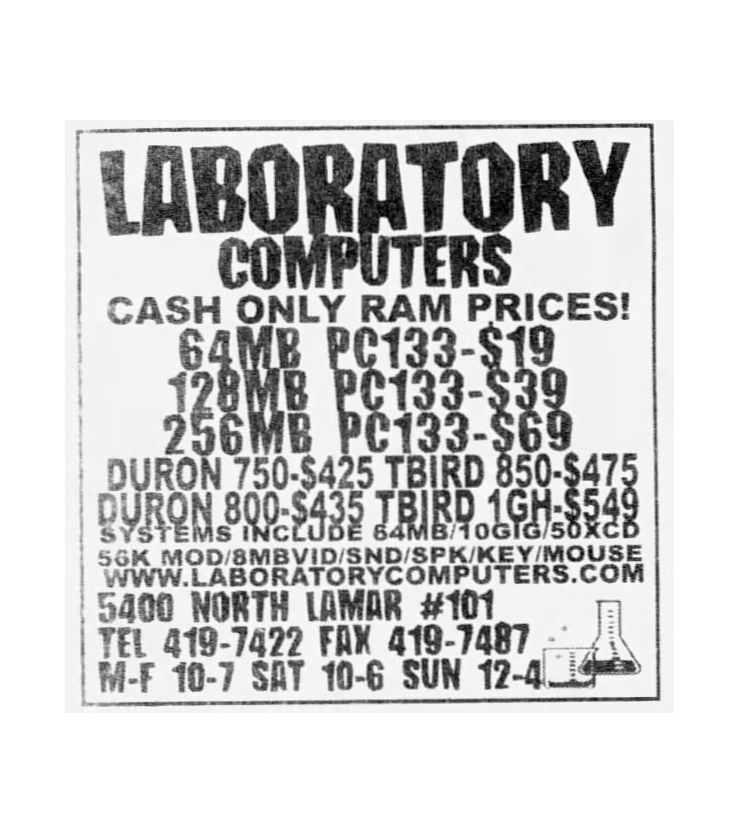 LABORATORY
COMPUTERS
CASH ONLY RAM PRICES!
64MB PC133-$19
128MB PC133-$39
256MB PC133-$69
DURON 750-$425 TBIRD 850-$475
DURON 800-$435 TBIRD 1GH-$549
SYSTEMS INCLUDE 64MB/10GIG/50XCD
56K MOD/8MBVID/SND/SPK/KEY/MOUSE
WWW.LABORATORYCOMPUTERS.COM
5400 NORTH LAMAR #101
TEL 419-7422 FAX 419-7487
M-F 10-7 SAT 10-6 SUN 12-4